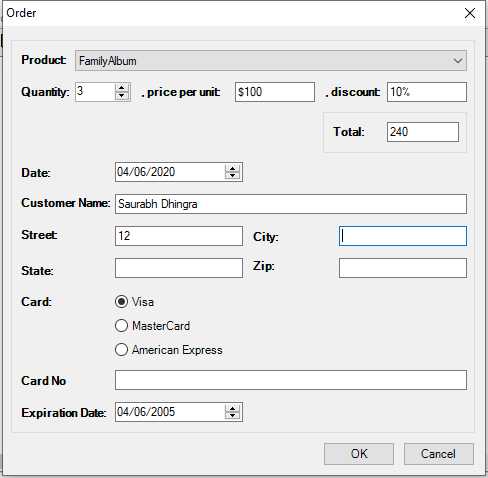 Order
Product: FamilyAlbum
Quantity: 3 , price per unit: $100 , discount: 10%
Total: 240
Date: 04/06/2020
Customer Name: Saurabh Dhingra
Street: 12 City:
State: Zip:
Card: Visa
MasterCard
American Express
Card No
Expiration Date: 04/06/2005
OK Cancel